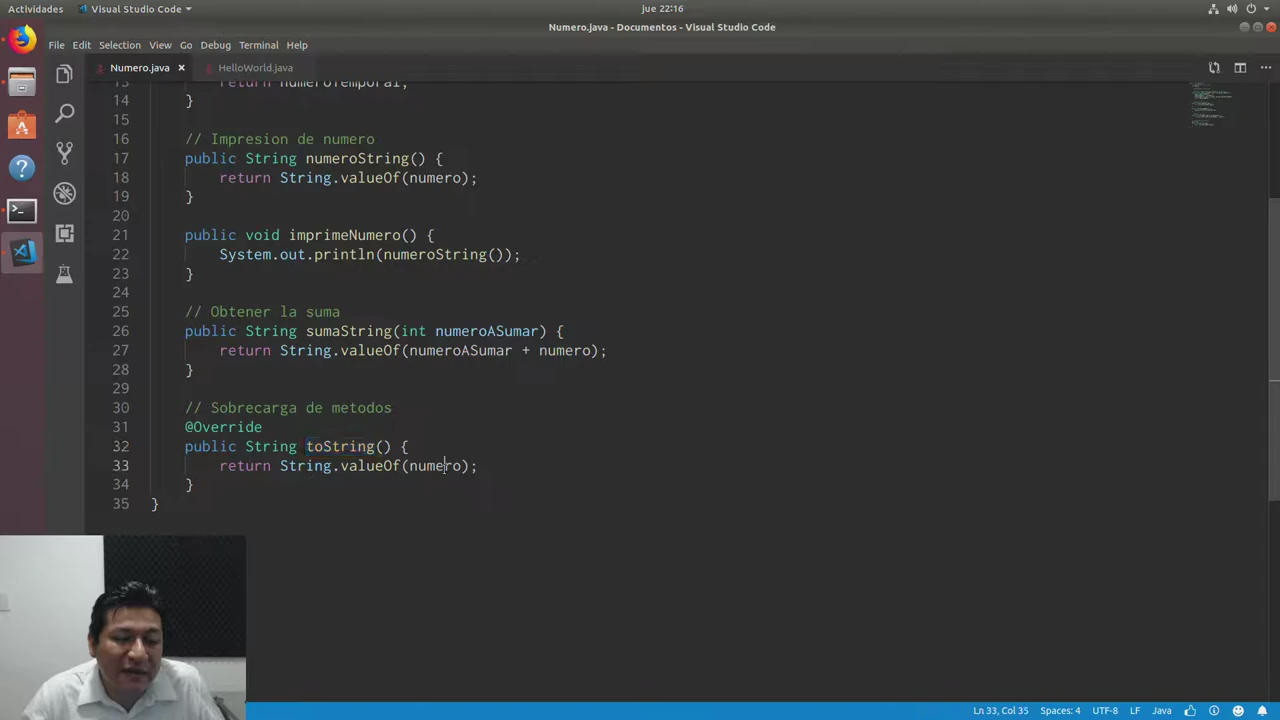 Actividades
Visual Studio Code
jue 22:16
Numero.java - Documentos - Visual Studio Code
File Edit Selection View Go Debug Terminal Help
Numero.java HelloWorld.java
13 return numeroTemporal;
14 }
15
16 // Impresion de numero
17 public String numeroString() {
18 return String.valueOf(numero);
19 }
20
21 public void imprimeNumero() {
22 System.out.println(numeroString());
23 }
24
25 // Obtener la suma
26 public String sumaString(int numeroASumar) {
27 return String.valueOf(numeroASumar + numero);
28 }
29
30 // Sobrecarga de metodos
31 @Override
32 public String toString() {
33 return String.valueOf(numero);
34 }
35 }
Ln 33, Col 35 Spaces: 4 UTF-8 LF Java